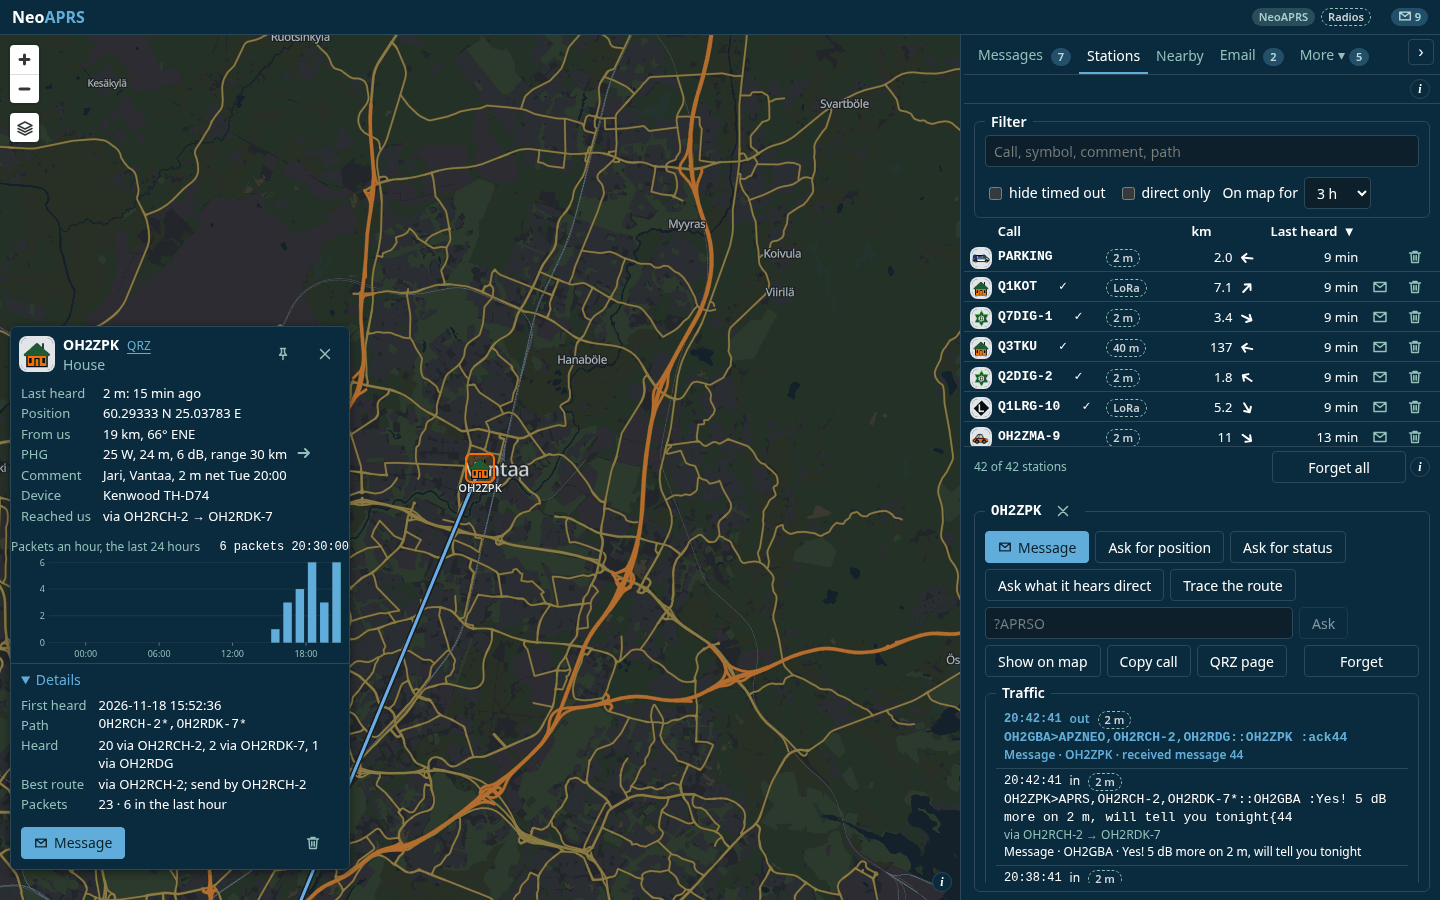 NeoAPRS
NeoAPRS Radios 9
Ruotsinkylä
Kesäkylä
Svartböle
Myyras
Koivula
Viirilä
Hanaböle
Vantaa
OH2ZPK
Ös
ki
i
OH2ZPK QRZ
House
Last heard 2 m: 15 min ago
Position 60.29333 N 25.03783 E
From us 19 km, 66° ENE
PHG 25 W, 24 m, 6 dB, range 30 km →
Comment Jari, Vantaa, 2 m net Tue 20:00
Device Kenwood TH-D74
Reached us via OH2RCH-2 → OH2RDK-7
Packets an hour, the last 24 hours 6 packets 20:30:00
6
4
2
0
00:00 06:00 12:00 18:00
▼ Details
First heard 2026-11-18 15:52:36
Path OH2RCH-2*,OH2RDK-7*
Heard 20 via OH2RCH-2, 2 via OH2RDK-7, 1
via OH2RDG
Best route via OH2RCH-2; send by OH2RCH-2
Packets 23 · 6 in the last hour
Message
Messages 7 Stations Nearby Email 2 More ▾ 5 ›
i
Filter
Call, symbol, comment, path
hide timed out direct only On map for 3 h
Call km Last heard ▼
PARKING 2 m 2.0 ← 9 min
Q1KOT ✓ LoRa 7.1 ↗ 9 min
Q7DIG-1 ✓ 2 m 3.4 ↘ 9 min
Q3TKU ✓ 40 m 137 ← 9 min
Q2DIG-2 ✓ 2 m 1.8 ↖ 9 min
Q1LRG-10 ✓ LoRa 5.2 ↘ 9 min
OH2ZMA-9 2 m 11 ↘ 13 min
42 of 42 stations Forget all i
OH2ZPK
Message Ask for position Ask for status
Ask what it hears direct Trace the route
?APRSO Ask
Show on map Copy call QRZ page Forget
Traffic
20:42:41 out 2 m
OH2GBA>APZNEO,OH2RCH-2,OH2RDG::OH2ZPK :ack44
Message · OH2ZPK · received message 44
20:42:41 in 2 m
OH2ZPK>APRS,OH2RCH-2,OH2RDK-7*::OH2GBA :Yes! 5 dB
more on 2 m, will tell you tonight{44
via OH2RCH-2 → OH2RDK-7
Message · OH2GBA · Yes! 5 dB more on 2 m, will tell you tonight
20:38:41 in 2 m